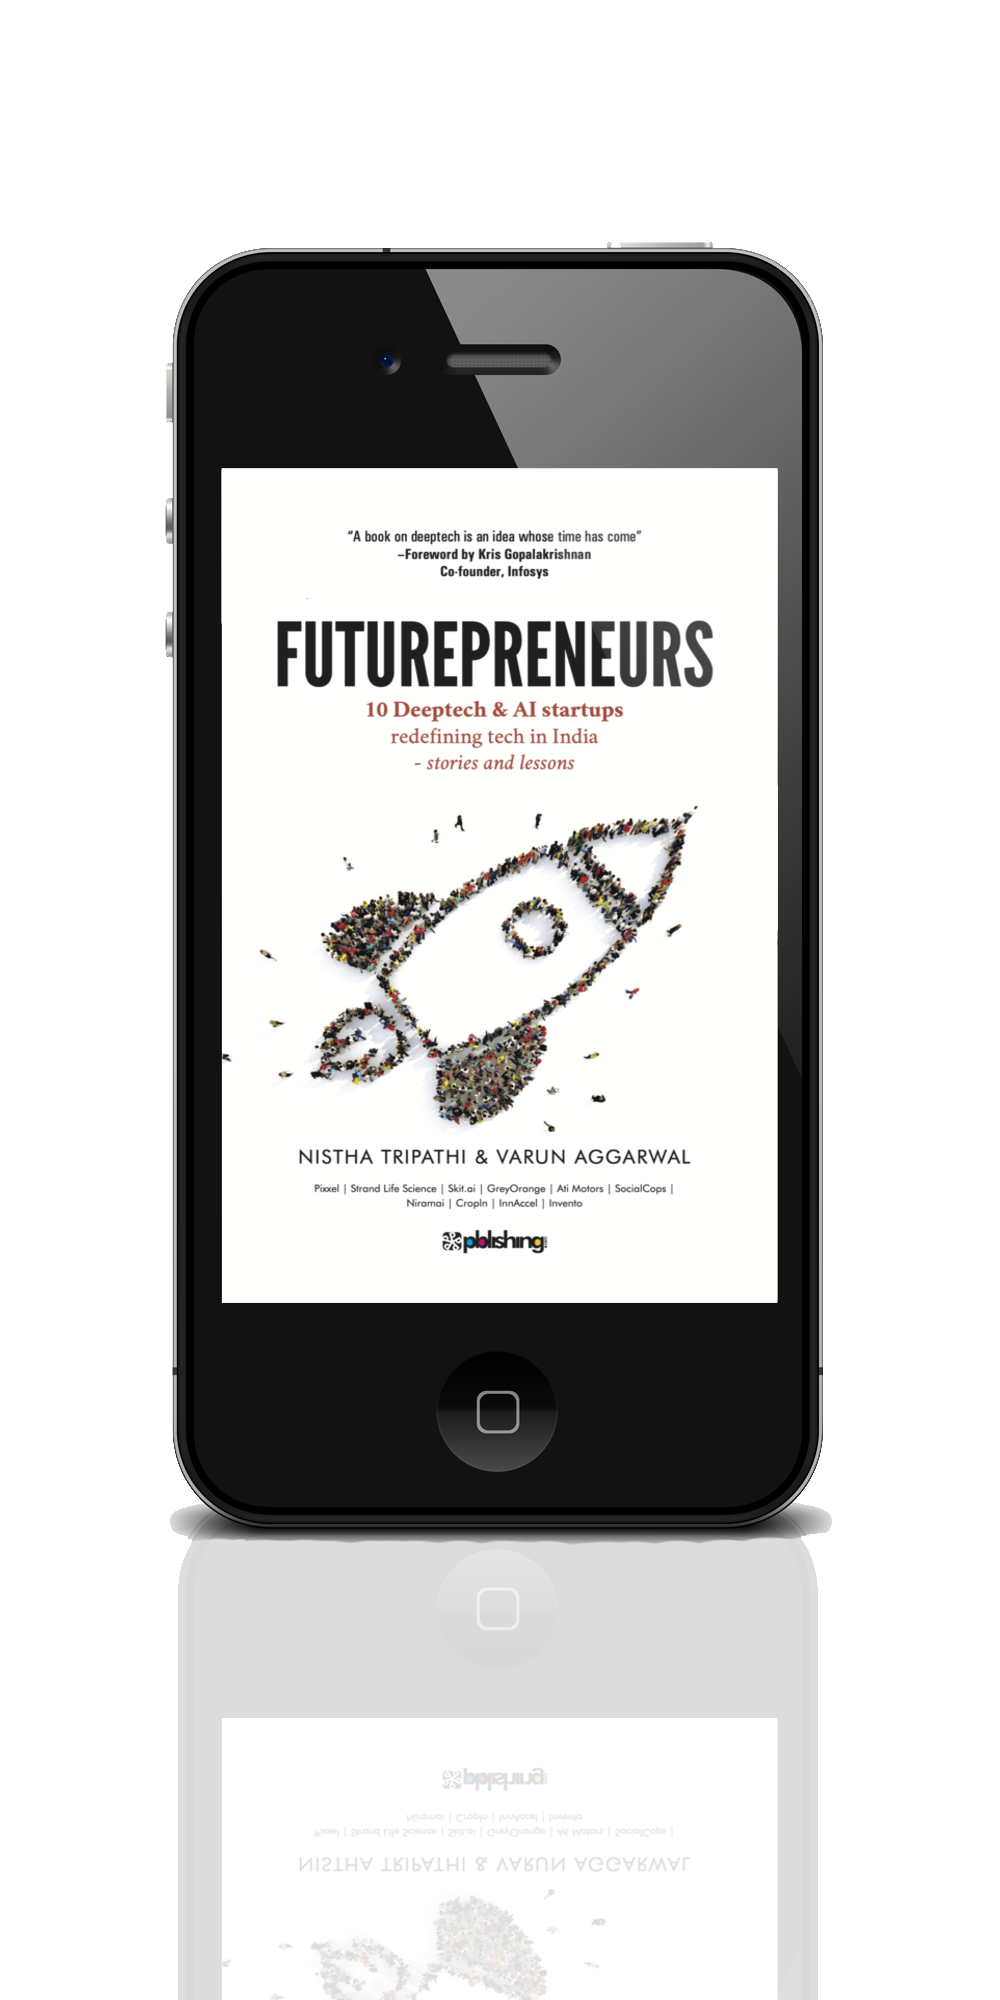 “A book on deeptech is an idea whose time has come”
–Foreword by Kris Gopalakrishnan
Co-founder, Infosys
FUTUREPRENEURS
10 Deeptech & AI startups
redefining tech in India
- stories and lessons
NISTHA TRIPATHI & VARUN AGGARWAL
Pixxel | Strand Life Science | Skit.ai | GreyOrange | Ati Motors | SocialCops |
Niramai | CropIn | InnAccel | Invento
pblishing